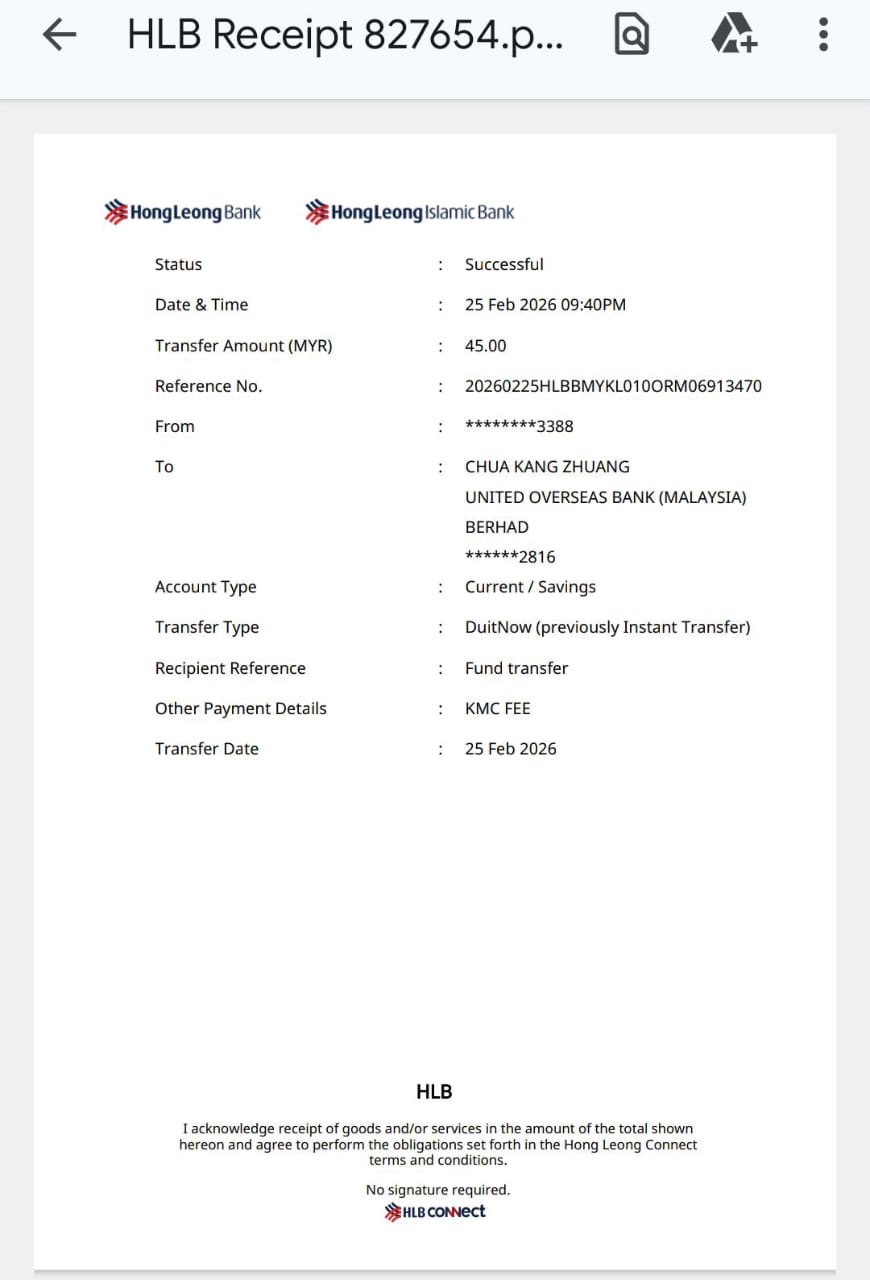 HLB Receipt 827654.p...
HongLeong Bank HongLeong Islamic Bank
Status : Successful
Date & Time : 25 Feb 2026 09:40PM
Transfer Amount (MYR) : 45.00
Reference No. : 20260225HLBBMYKL010ORM06913470
From : ********3388
To : CHUA KANG ZHUANG
UNITED OVERSEAS BANK (MALAYSIA)
BERHAD
******2816
Account Type : Current / Savings
Transfer Type : DuitNow (previously Instant Transfer)
Recipient Reference : Fund transfer
Other Payment Details : KMC FEE
Transfer Date : 25 Feb 2026
HLB
I acknowledge receipt of goods and/or services in the amount of the total shown
hereon and agree to perform the obligations set forth in the Hong Leong Connect
terms and conditions.
No signature required.
HLB CONNect